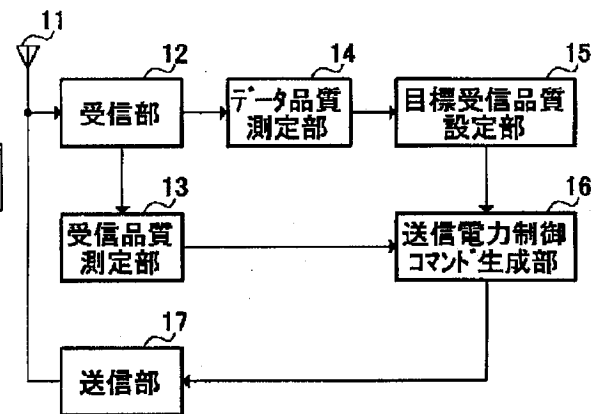 11
12
受信部
14
データ品質
測定部
15
目標受信品質
設定部
13
受信品質
測定部
16
送信電力制御
コマンド生成部
17
送信部